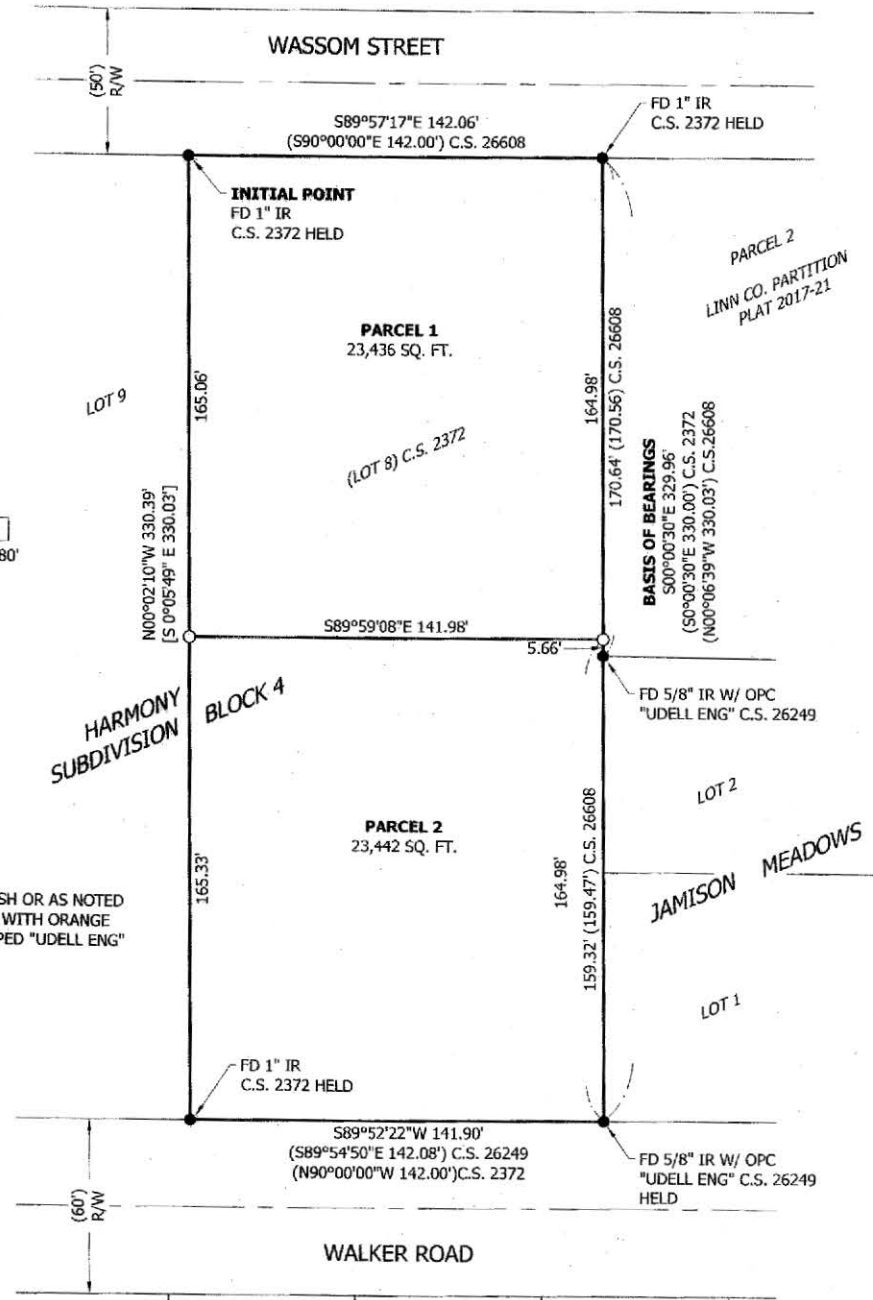 WASSOM STREET
(50')
R/W
S89°57'17"E 142.06'
(S90°00'00"E 142.00') C.S. 26608
FD 1" IR
C.S. 2372 HELD
INITIAL POINT
FD 1" IR
C.S. 2372 HELD
PARCEL 2
LINN CO. PARTITION
PLAT 2017-21
PARCEL 1
23,436 SQ. FT.
LOT 9
165.06'
(LOT 8) C.S. 2372
164.98'
170.64' (170.56) C.S. 26608
BASIS OF BEARINGS
S00°00'30"E 329.96'
(S0°00'30"E 330.00') C.S. 2372
(N00°06'39"W 330.03') C.S.26608
N00°02'10"W 330.39'
[S 0°05'49" E 330.03']
80'
S89°59'08"E 141.98'
5.66'
FD 5/8" IR W/ OPC
"UDELL ENG" C.S. 26249
HARMONY
SUBDIVISION
BLOCK 4
LOT 2
PARCEL 2
23,442 SQ. FT.
JAMISON MEADOWS
165.33'
164.98'
159.32' (159.47') C.S. 26608
SH OR AS NOTED
WITH ORANGE
PED "UDELL ENG"
LOT 1
FD 1" IR
C.S. 2372 HELD
S89°52'22"W 141.90'
(S89°54'50"E 142.08') C.S. 26249
(N90°00'00"W 142.00')C.S. 2372
FD 5/8" IR W/ OPC
"UDELL ENG" C.S. 26249
HELD
(60')
R/W
WALKER ROAD